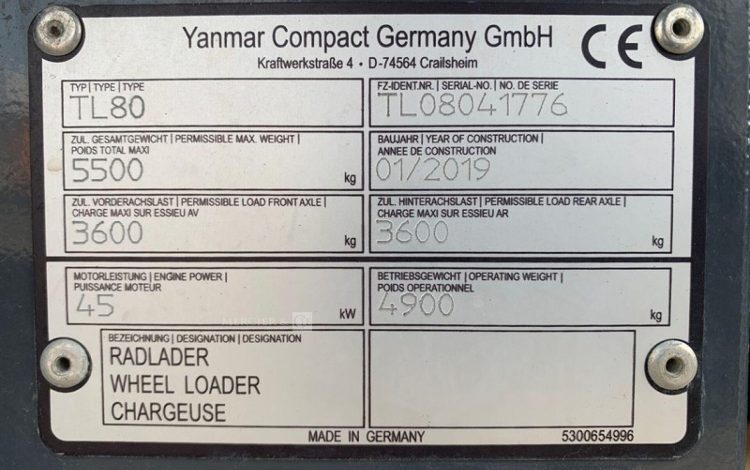 Yanmar Compact Germany GmbH
Kraftwerkstraße 4 • D-74564 Crailsheim
CE
TYP | TYPE | TYPE
TL80
FZ-IDENT.NR. | SERIAL-NO. | NO. DE SERIE
TL08041776
ZUL. GESAMTGEWICHT | PERMISSIBLE MAX. WEIGHT |
POIDS TOTAL MAXI
5500 kg
BAUJAHR | YEAR OF CONSTRUCTION |
ANNEE DE CONSTRUCTION
01/2019
ZUL. VORDERACHSLAST | PERMISSIBLE LOAD FRONT AXLE |
CHARGE MAXI SUR ESSIEU AV
3600 kg
ZUL. HINTERACHSLAST | PERMISSIBLE LOAD REAR AXLE |
CHARGE MAXI SUR ESSIEU AR
3600 kg
MOTORLEISTUNG | ENGINE POWER |
PUISSANCE MOTEUR
45 kW
BETRIEBSGEWICHT | OPERATING WEIGHT |
POIDS OPERATIONNEL
4900 kg
BEZEICHNUNG | DESIGNATION | DESIGNATION
RADLADER
WHEEL LOADER
CHARGEUSE
MADE IN GERMANY
5300654996